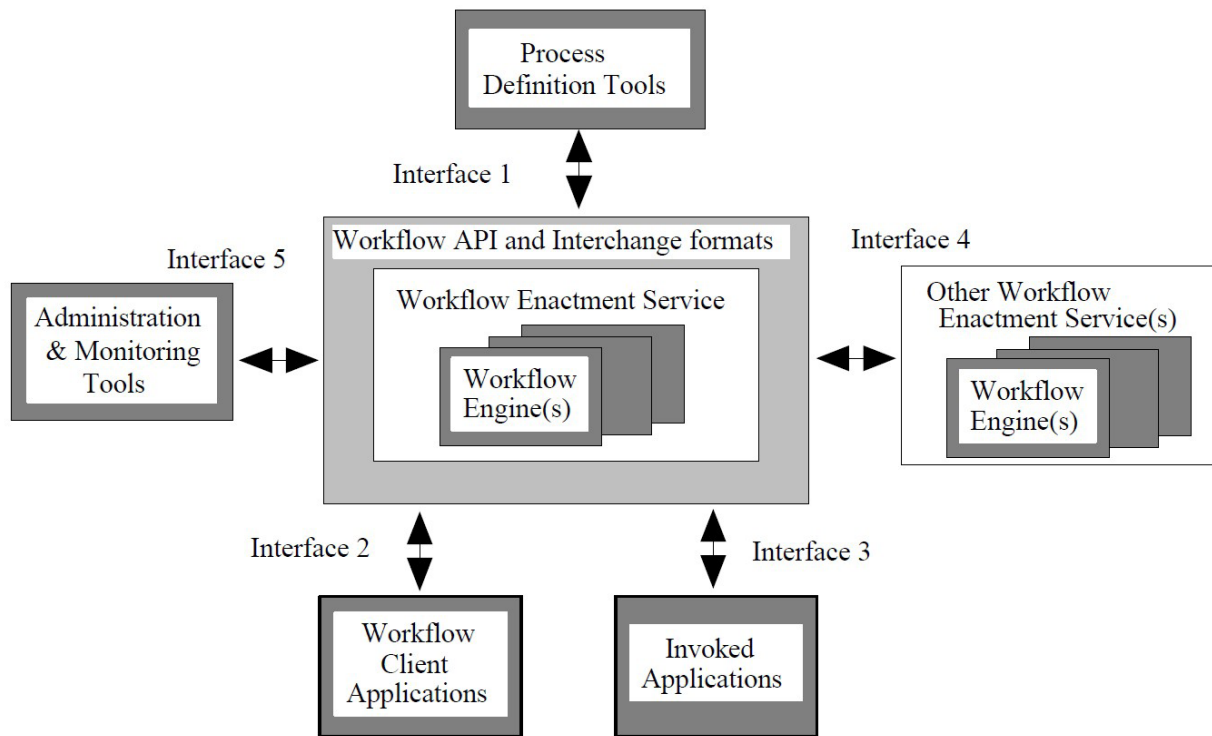 Process
Definition Tools
Interface 1
Workflow API and Interchange formats
Interface 4
Interface 5
Workflow Enactment Service
Other Workflow
Enactment Service(s)
Administration
& Monitoring
Tools
Workflow
Engine(s)
Workflow
Engine(s)
Interface 2
Interface 3
Workflow
Client
Applications
Invoked
Applications